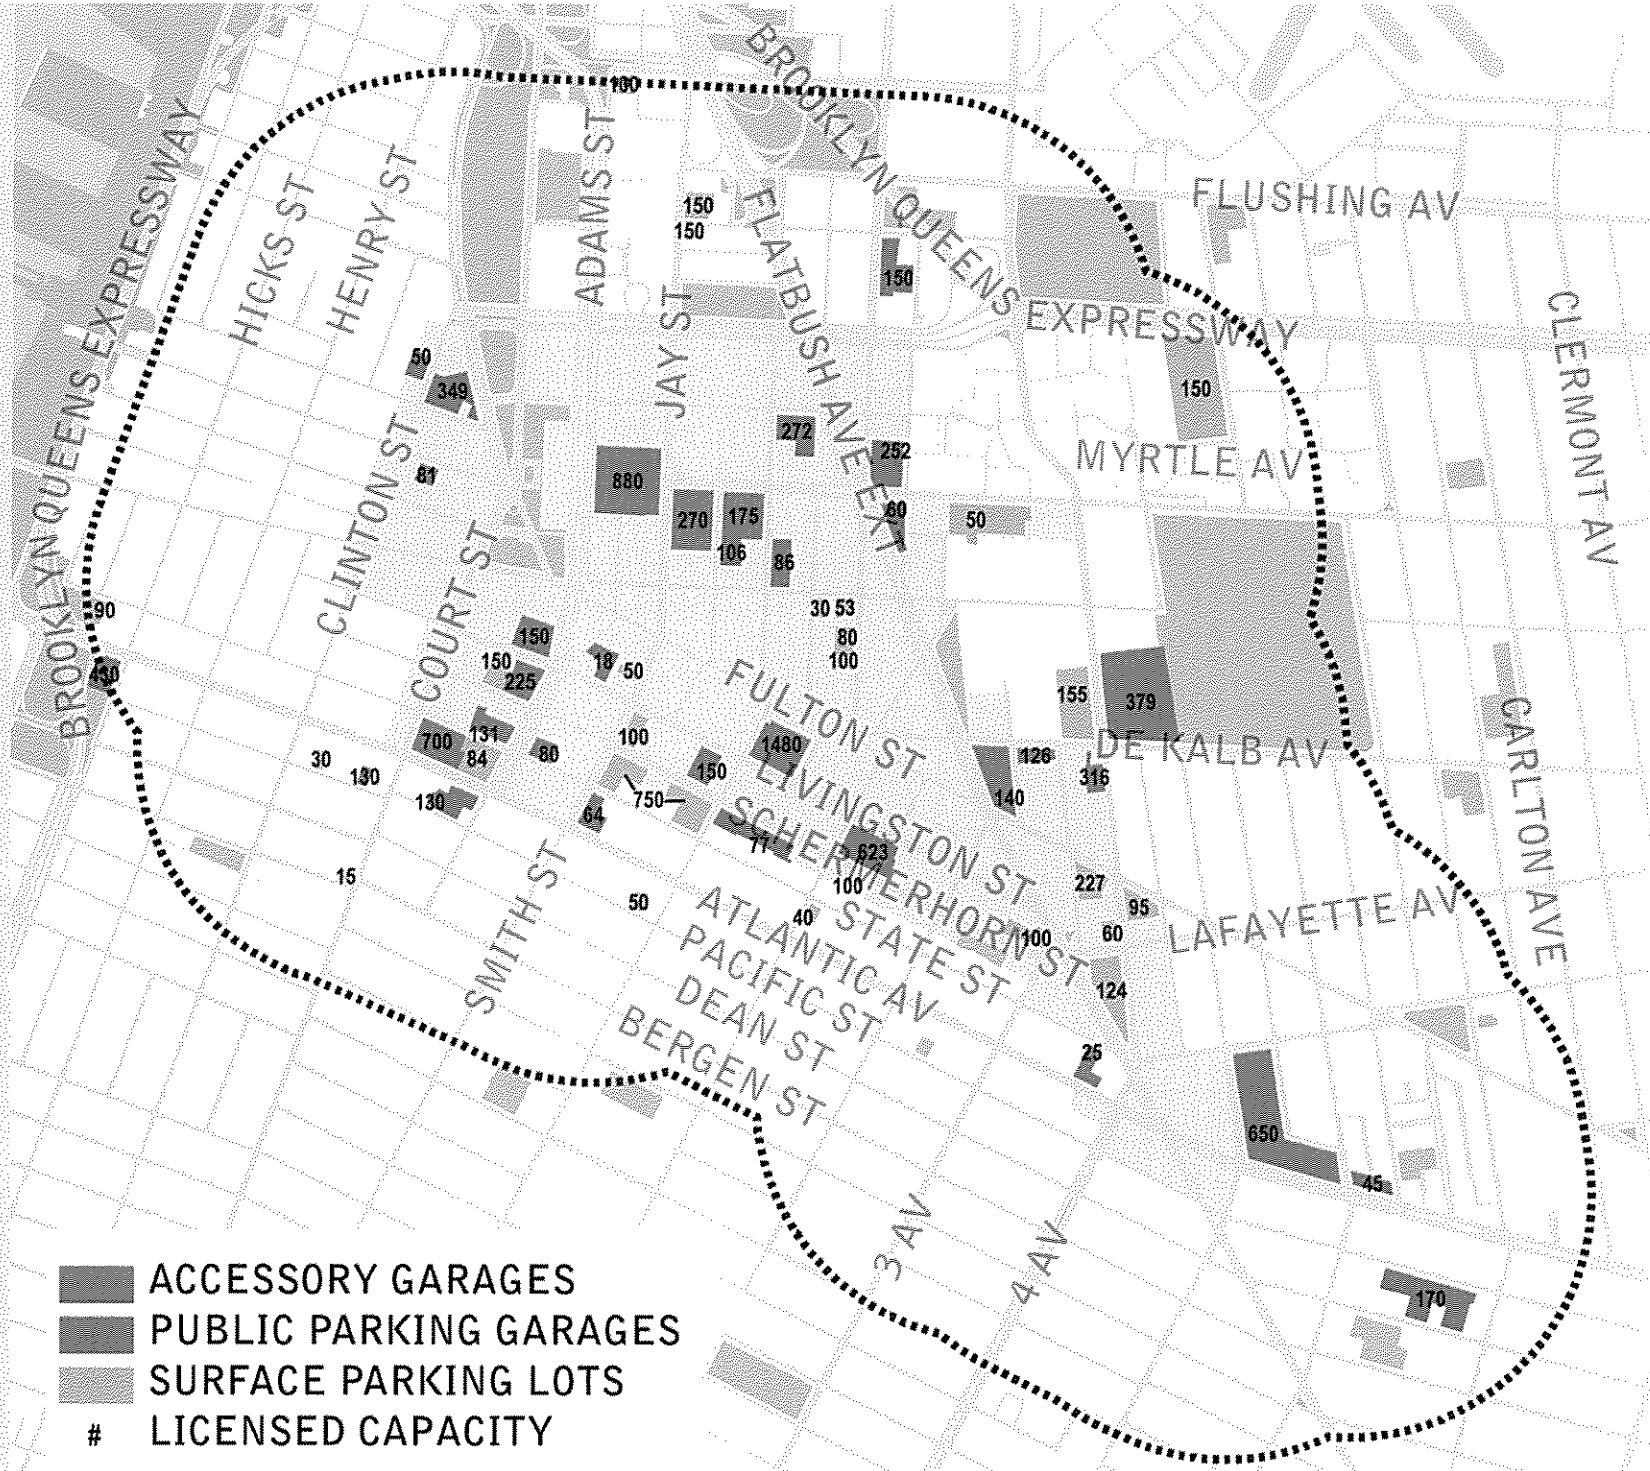 100
BROOKLYN QUEENS EXPRESSWAY
BROOKLYN QUEENS EXPRESSWAY
HICKS ST
HENRY ST
ADAMS ST
JAY ST
FLATBUSH AVE EXT
FLUSHING AV
CLERMONT AV
MYRTLE AV
CLINTON ST
COURT ST
150
150
150
50
349
150
272
252
81
880
270
175
60
50
106
86
90
30 53
80
100
150
150
18
50
225
430
155
379
FULTON ST
LIVINGSTON ST
SCHERMERHORN ST
STATE ST
ATLANTIC AV
PACIFIC ST
DEAN ST
BERGEN ST
SMITH ST
DE KALB AV
CARLTON AVE
LAFAYETTE AV
700
131
84
80
100
1480
126
30
130
150
316
130
750
140
64
77
623
15
100
227
50
40
95
100
60
124
25
650
45
3 AV
4 AV
170
ACCESSORY GARAGES
PUBLIC PARKING GARAGES
SURFACE PARKING LOTS
# LICENSED CAPACITY